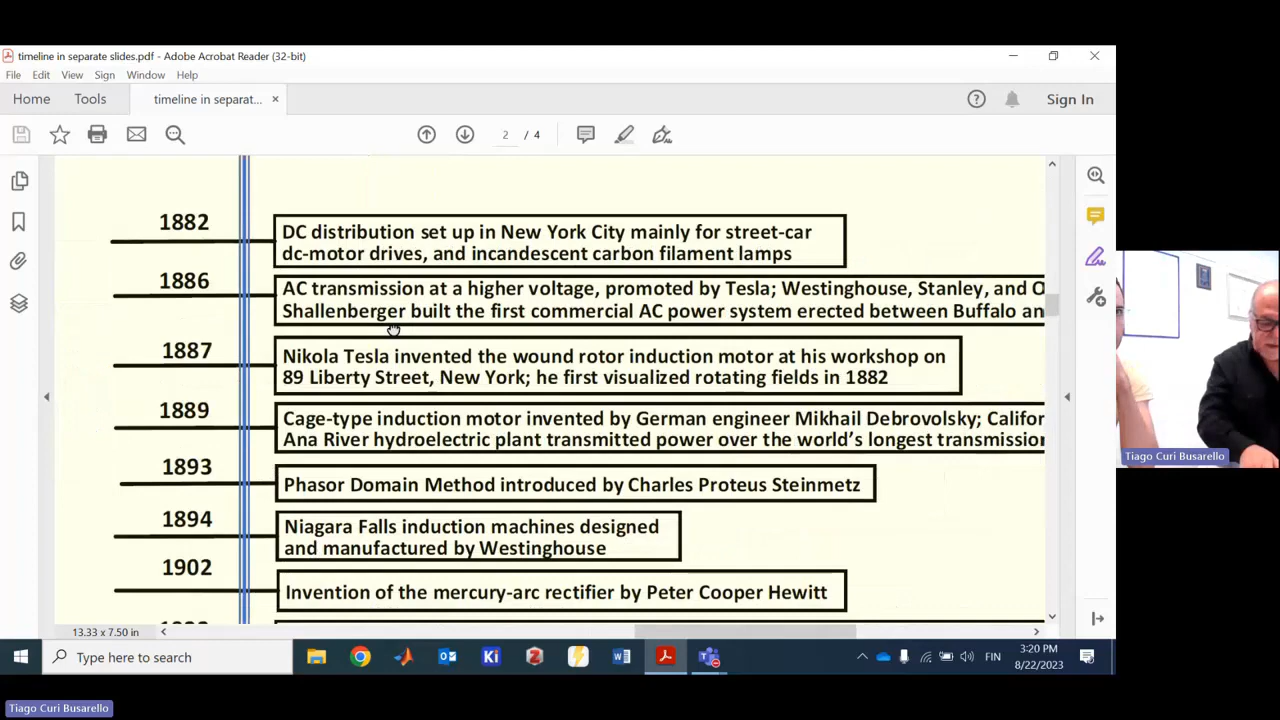 timeline in separate slides.pdf - Adobe Acrobat Reader (32-bit)
File Edit View Sign Window Help
Home Tools timeline in separat... × Sign In
2 / 4
1882
DC distribution set up in New York City mainly for street-car
dc-motor drives, and incandescent carbon filament lamps
1886
AC transmission at a higher voltage, promoted by Tesla; Westinghouse, Stanley, and O
Shallenberger built the first commercial AC power system erected between Buffalo an
1887
Nikola Tesla invented the wound rotor induction motor at his workshop on
89 Liberty Street, New York; he first visualized rotating fields in 1882
1889
Cage-type induction motor invented by German engineer Mikhail Debrovolsky; Califor
Ana River hydroelectric plant transmitted power over the world's longest transmission
1893
Phasor Domain Method introduced by Charles Proteus Steinmetz
1894
Niagara Falls induction machines designed
and manufactured by Westinghouse
1902
Invention of the mercury-arc rectifier by Peter Cooper Hewitt
13.33 x 7.50 in
Type here to search
Ki
FIN
3:20 PM
8/22/2023
Tiago Curi Busarello
Tiago Curi Busarello